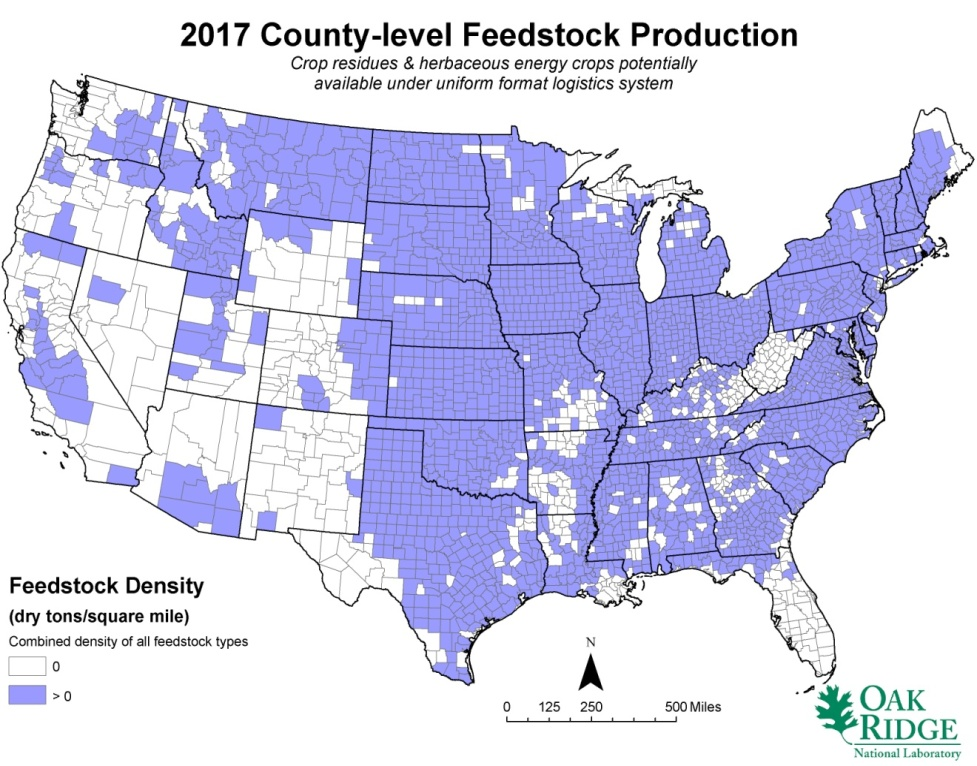 2017 County-level Feedstock Production
Crop residues & herbaceous energy crops potentially
available under uniform format logistics system
Feedstock Density
(dry tons/square mile)
Combined density of all feedstock types
0
> 0
N
0 125 250 500 Miles
OAK
RIDGE
National Laboratory